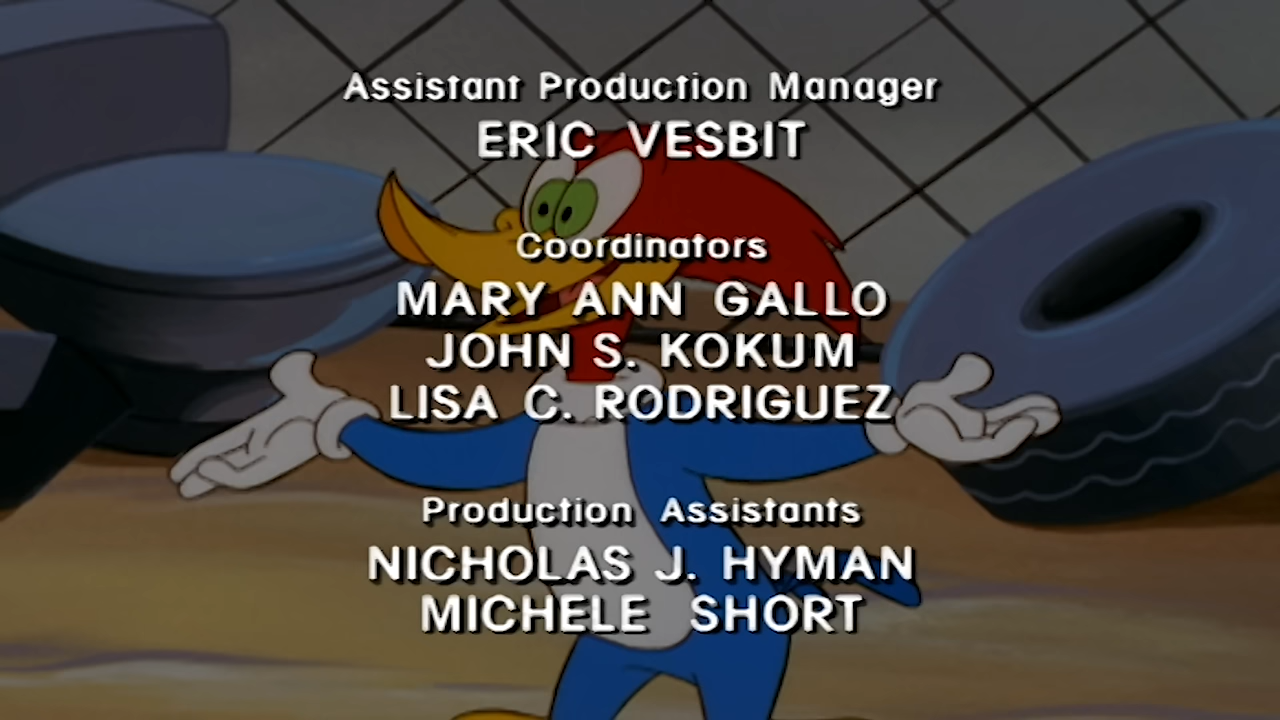 Assistant Production Manager
ERIC VESBIT
Coordinators
MARY ANN GALLO
JOHN S. KOKUM
LISA C. RODRIGUEZ
Production Assistants
NICHOLAS J. HYMAN
MICHELE SHORT